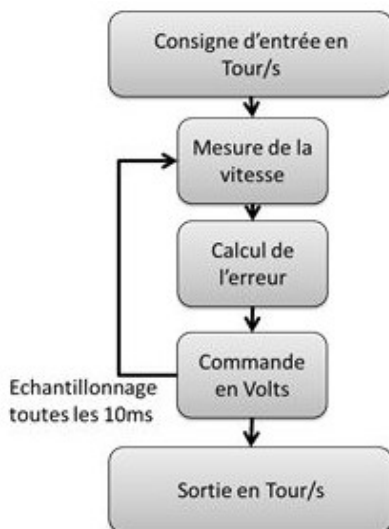 Consigne d'entrée en
Tour/s
Mesure de la
vitesse
Calcul de
l'erreur
Commande
en Volts
Echantillonnage
toutes les 10ms
Sortie en Tour/s